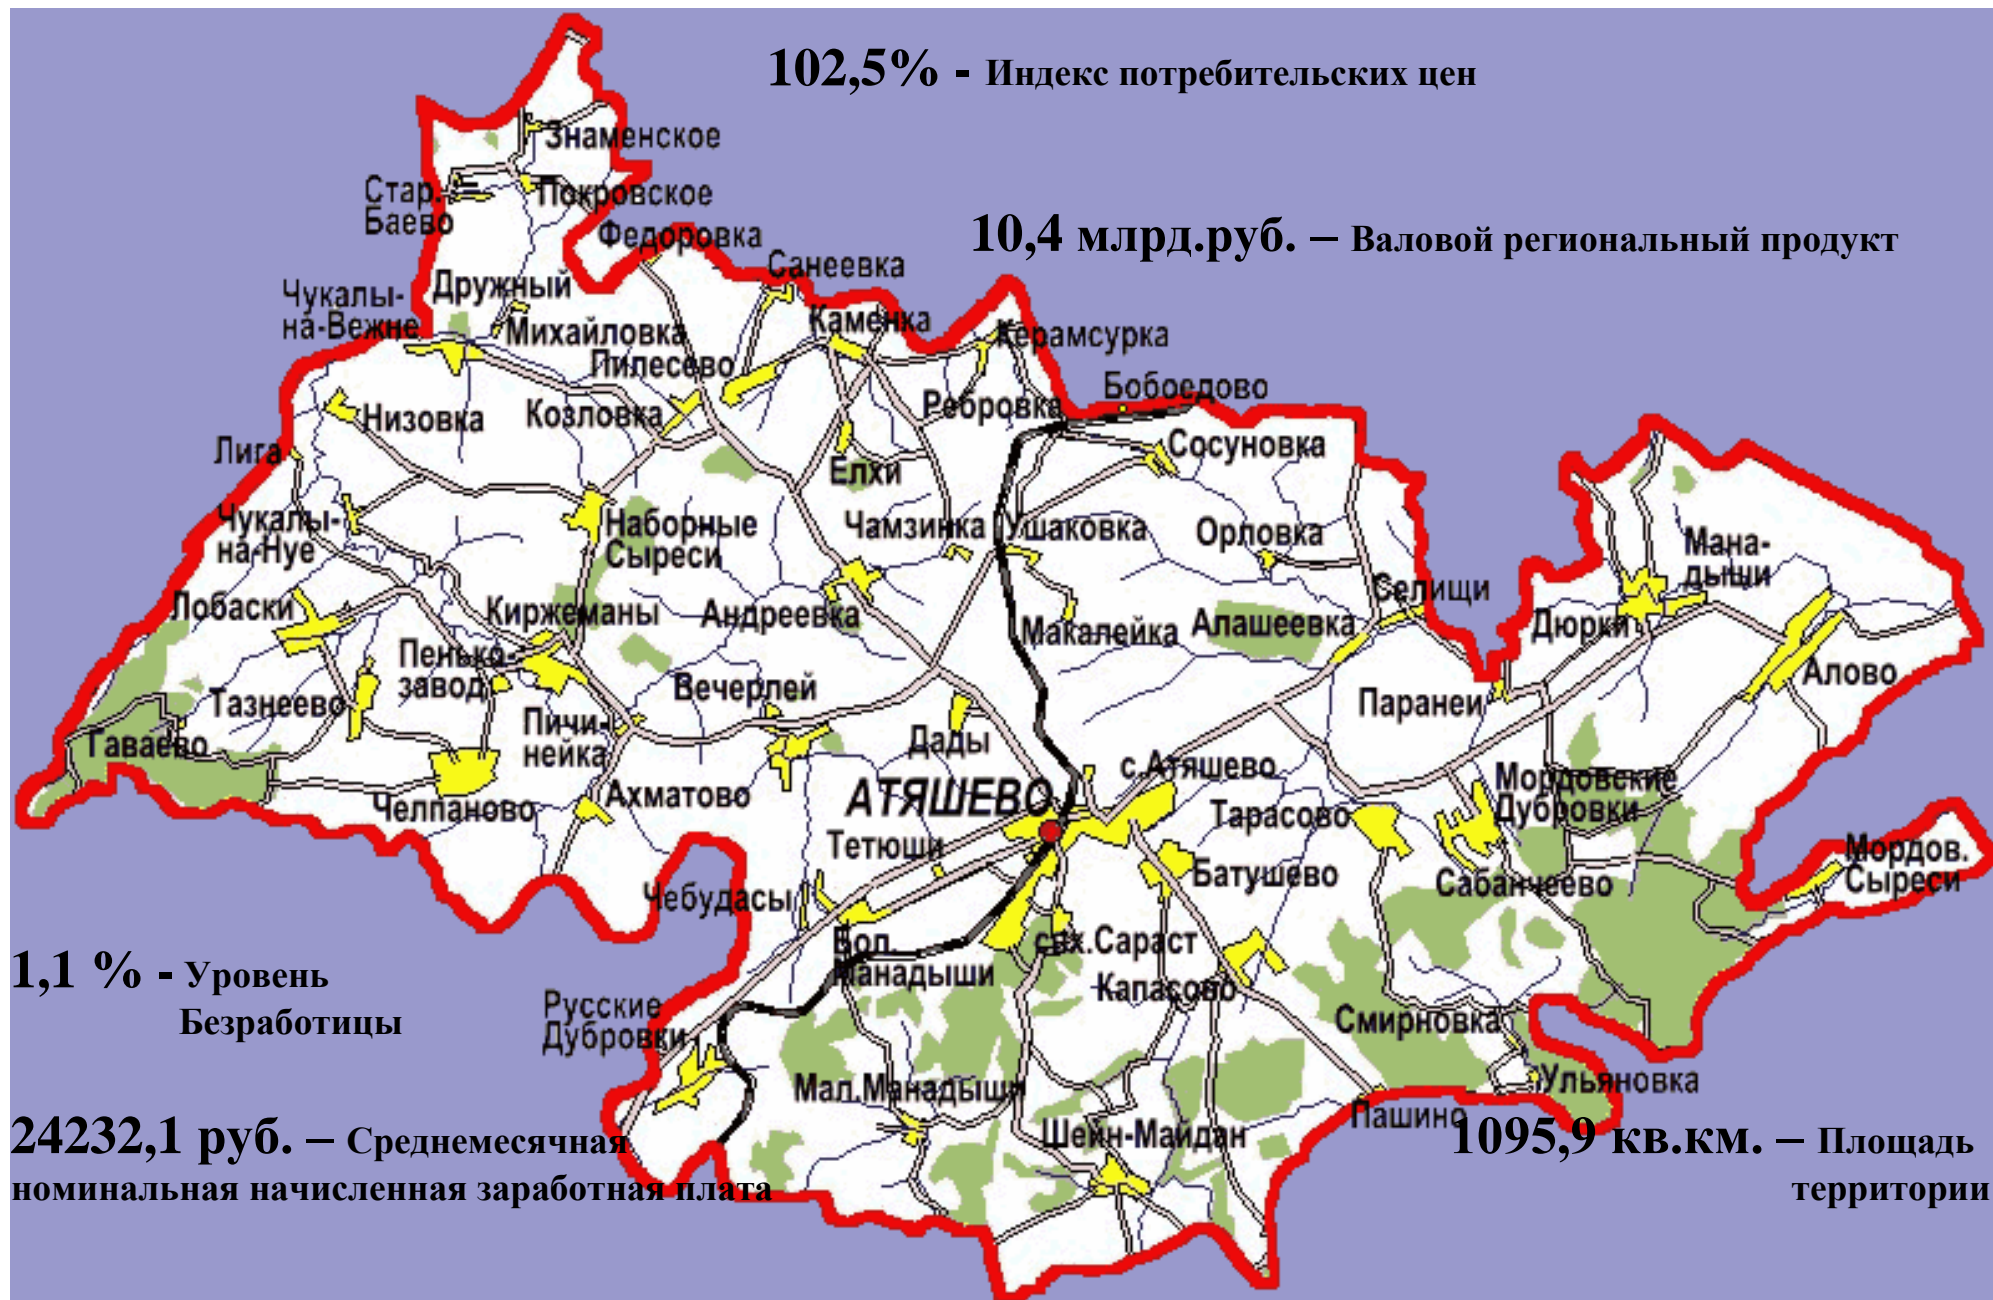 102,5% - Индекс потребительских цен
Знаменское
Стар.
Баево
Покровское
Федоровка
10,4 млрд.руб. – Валовой региональный продукт
Санеевка
Чукалы-
на-Вежне
Дружный
Михайловка
Каменка
Керамсурка
Пилесево
Бобоедово
Низовка
Козловка
Ребровка
Лига
Елхи
Сосуновка
Чукалы-
на-Нуе
Наборные
Сыреси
Чамзинка
Ушаковка
Орловка
Мана-
дыши
Селищи
Лобаски
Киржеманы
Андреевка
Макалейка
Алашеевка
Дюрки
Пенько-
завод
Вечерлей
Тазнеево
Паранеи
Алово
Гаваево
Пичи-
нейка
Дады
с.Атяшево
Мордовские
Дубровки
Челпаново
Ахматово
АТЯШЕВО
Тарасово
Тетюши
Мордов.
Сыреси
Чебудасы
Батушево
Сабанчеево
Бол.
Манадыши
свх.Сараст
1,1 % - Уровень
Безработицы
Капасово
Русские
Дубровки
Смирновка
Мал.Манадыши
Ульяновка
Пашино
24232,1 руб. – Среднемесячная
номинальная начисленная заработная плата
Шейн-Майдан
1095,9 кв.км. – Площадь
территории